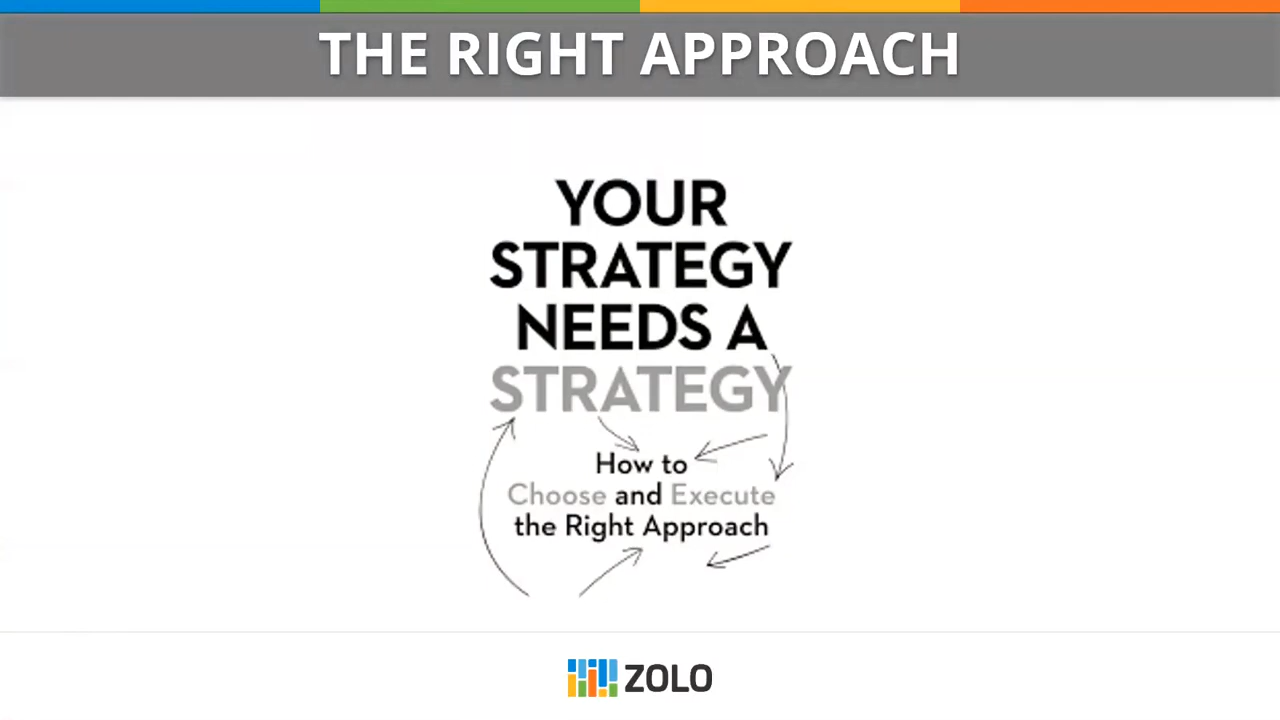 THE RIGHT APPROACH
YOUR
STRATEGY
NEEDS A
STRATEGY
How to
Choose and Execute
the Right Approach
ZOLO